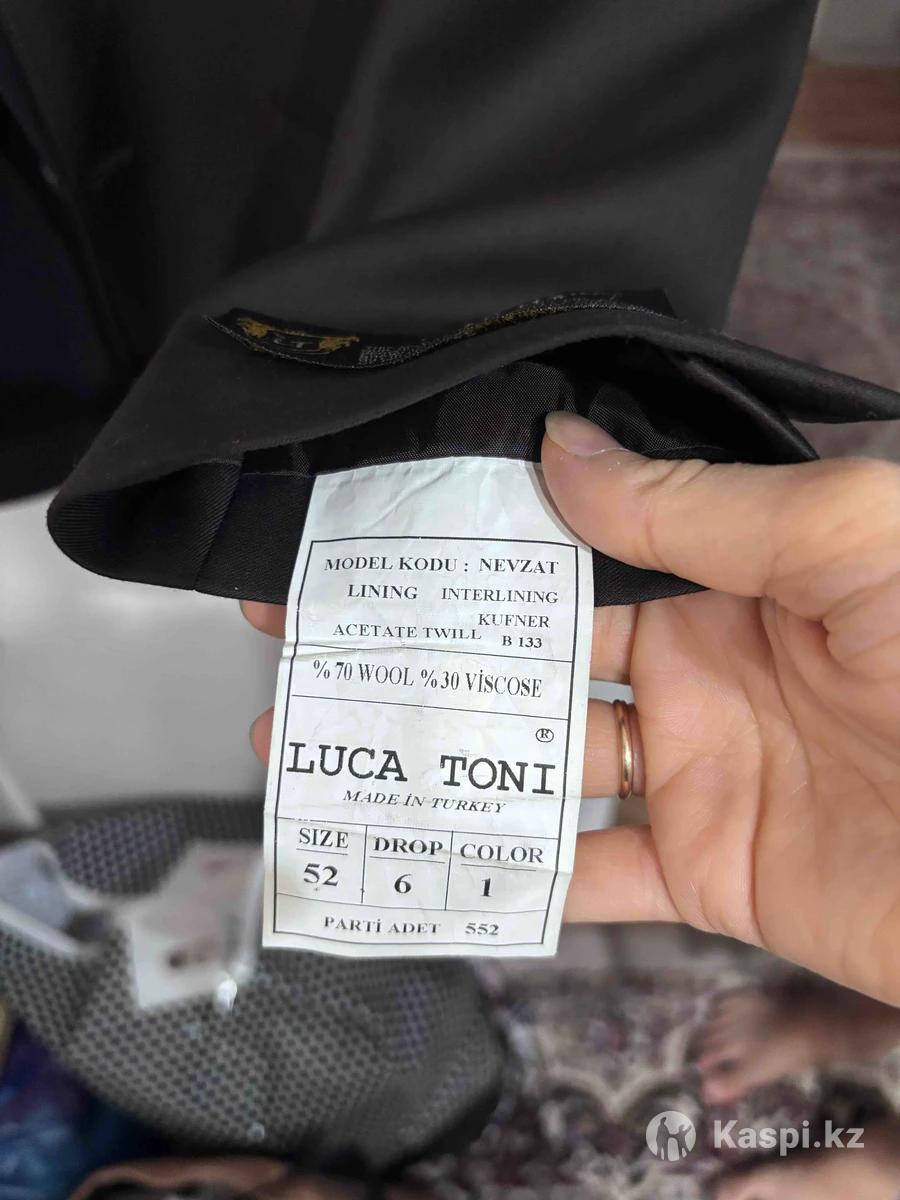 LT
MODEL KODU : NEVZAT
LINING INTERLINING
KUFNER
ACETATE TWILL B 133
%70 WOOL %30 VİSCOSE
®
LUCA TONI
MADE İN TURKEY
SIZE DROP COLOR
52 6 1
PARTİ ADET 552
Kaspi.kz